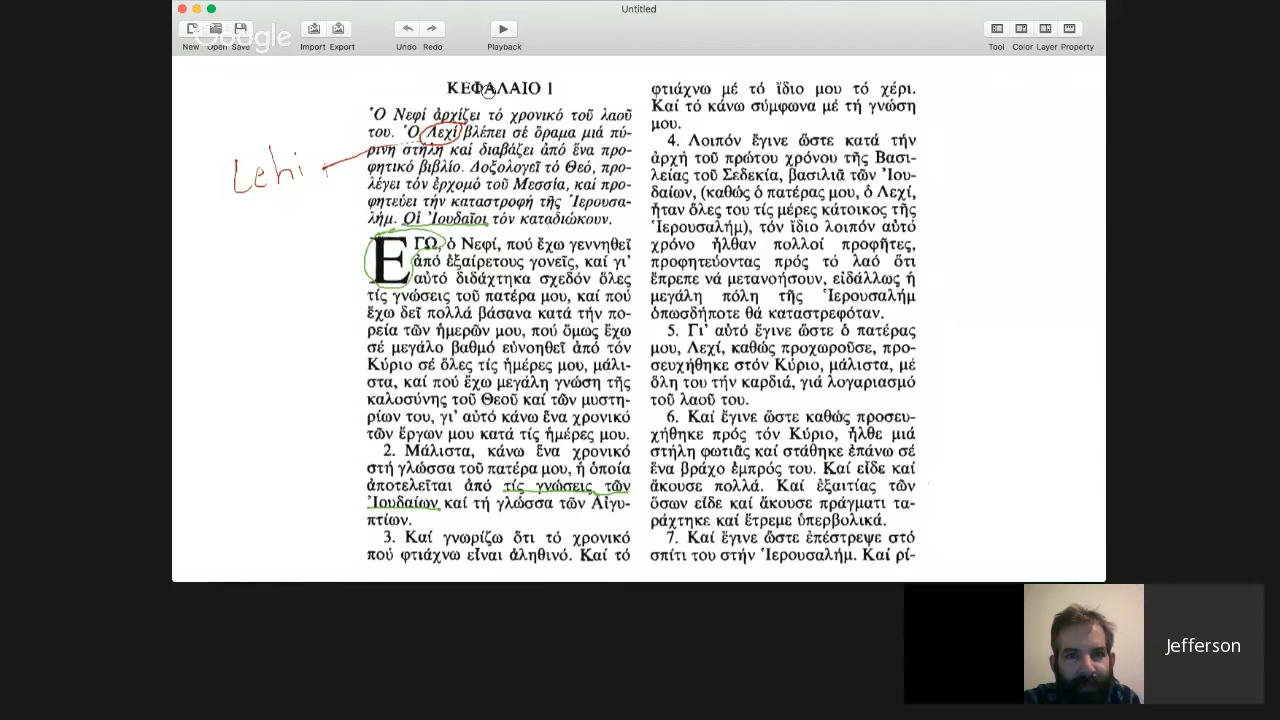 Untitled
Google
New Open Save Import Export Undo Redo Playback Tool Color Layer Property
ΚΕΦΑΛΑΙΟ 1
Ὁ Νεφί ἀρχίζει τό χρονικό τοῦ λαοῦ
του. Ὁ Λεχί βλέπει σέ ὅραμα μιά πύ-
ρινη στήλη καί διαβάζει ἀπό ἕνα προ-
φητικό βιβλίο. Δοξολογεῖ τό Θεό, προ-
λέγει τόν ἐρχομό τοῦ Μεσσία, καί προ-
φητεύει τήν καταστροφή τῆς Ἱερουσα-
λήμ. Οἱ Ἰουδαῖοι τόν καταδιώκουν.
Lehi
ΕΓΩ, ὁ Νεφί, πού ἔχω γεννηθεῖ
ἀπό ἐξαίρετους γονεῖς, καί γι'
αὐτό διδάχτηκα σχεδόν ὅλες
τίς γνώσεις τοῦ πατέρα μου, καί πού
ἔχω δεῖ πολλά βάσανα κατά τήν πο-
ρεία τῶν ἡμερῶν μου, πού ὅμως ἔχω
σέ μεγάλο βαθμό εὐνοηθεῖ ἀπό τόν
Κύριο σέ ὅλες τίς ἡμέρες μου, μάλι-
στα, καί πού ἔχω μεγάλη γνώση τῆς
καλοσύνης τοῦ Θεοῦ καί τῶν μυστη-
ρίων του, γι' αὐτό κάνω ἕνα χρονικό
τῶν ἔργων μου κατά τίς ἡμέρες μου.
2. Μάλιστα, κάνω ἕνα χρονικό
στή γλώσσα τοῦ πατέρα μου, ἡ ὁποία
ἀποτελεῖται ἀπό τίς γνώσεις τῶν
Ἰουδαίων καί τή γλώσσα τῶν Αἰγυ-
πτίων.
3. Καί γνωρίζω ὅτι τό χρονικό
πού φτιάχνω εἶναι ἀληθινό. Καί τό
φτιάχνω μέ τό ἴδιο μου τό χέρι.
Καί τό κάνω σύμφωνα μέ τή γνώση
μου.
4. Λοιπόν ἔγινε ὥστε κατά τήν
ἀρχή τοῦ πρώτου χρόνου τῆς Βασι-
λείας τοῦ Σεδεκία, βασιλιᾶ τῶν Ἰου-
δαίων, (καθώς ὁ πατέρας μου, ὁ Λεχί,
ἦταν ὅλες του τίς μέρες κάτοικος τῆς
Ἱερουσαλήμ), τόν ἴδιο λοιπόν αὐτό
χρόνο ἦλθαν πολλοί προφῆτες,
προφητεύοντας πρός τό λαό ὅτι
ἔπρεπε νά μετανοήσουν, εἰδάλλως ἡ
μεγάλη πόλη τῆς Ἱερουσαλήμ
ὁπωσδήποτε θά καταστρεφόταν.
5. Γι' αὐτό ἔγινε ὥστε ὁ πατέρας
μου, Λεχί, καθώς προχωροῦσε, προ-
σευχήθηκε στόν Κύριο, μάλιστα, μέ
ὅλη του τήν καρδιά, γιά λογαριασμό
τοῦ λαοῦ του.
6. Καί ἔγινε ὥστε καθώς προσευ-
χήθηκε πρός τόν Κύριο, ἦλθε μιά
στήλη φωτιᾶς καί στάθηκε ἐπάνω σέ
ἕνα βράχο ἐμπρός του. Καί εἶδε καί
ἄκουσε πολλά. Καί ἐξαιτίας τῶν
ὅσων εἶδε καί ἄκουσε πράγματι τα-
ράχτηκε καί ἔτρεμε ὑπερβολικά.
7. Καί ἔγινε ὥστε ἐπέστρεψε στό
σπίτι του στήν Ἱερουσαλήμ. Καί ρί-
Jefferson